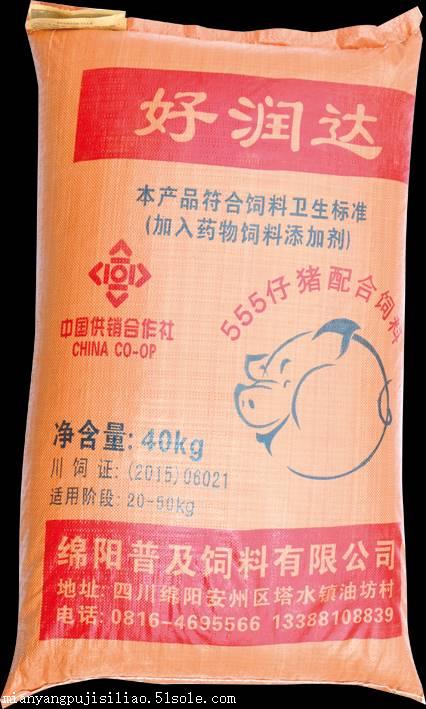 好润达
本产品符合饲料卫生标准
(加入药物饲料添加剂)
中国供销合作社
CHINA CO-OP
555仔猪配合饲料
净含量: 40kg
川饲证: (2015)06021
适用阶段: 20-50kg
绵阳普及饲料有限公司
地址: 四川绵阳安州区塔水镇油坊村
电话: 0816-4695566 13388108839
mianyangpujisiliao.51sole.com